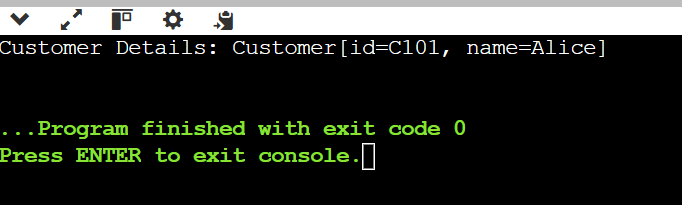 Customer Details: Customer[id=C101, name=Alice]
...Program finished with exit code 0
Press ENTER to exit console.